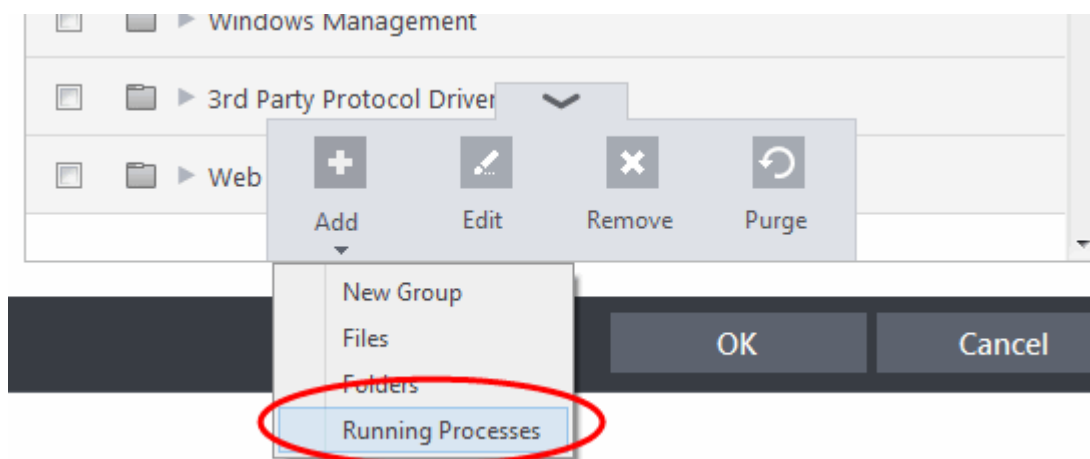 Windows Management
3rd Party Protocol Driver
Web
Add
Edit
Remove
Purge
New Group
Files
Folders
Running Processes
OK
Cancel